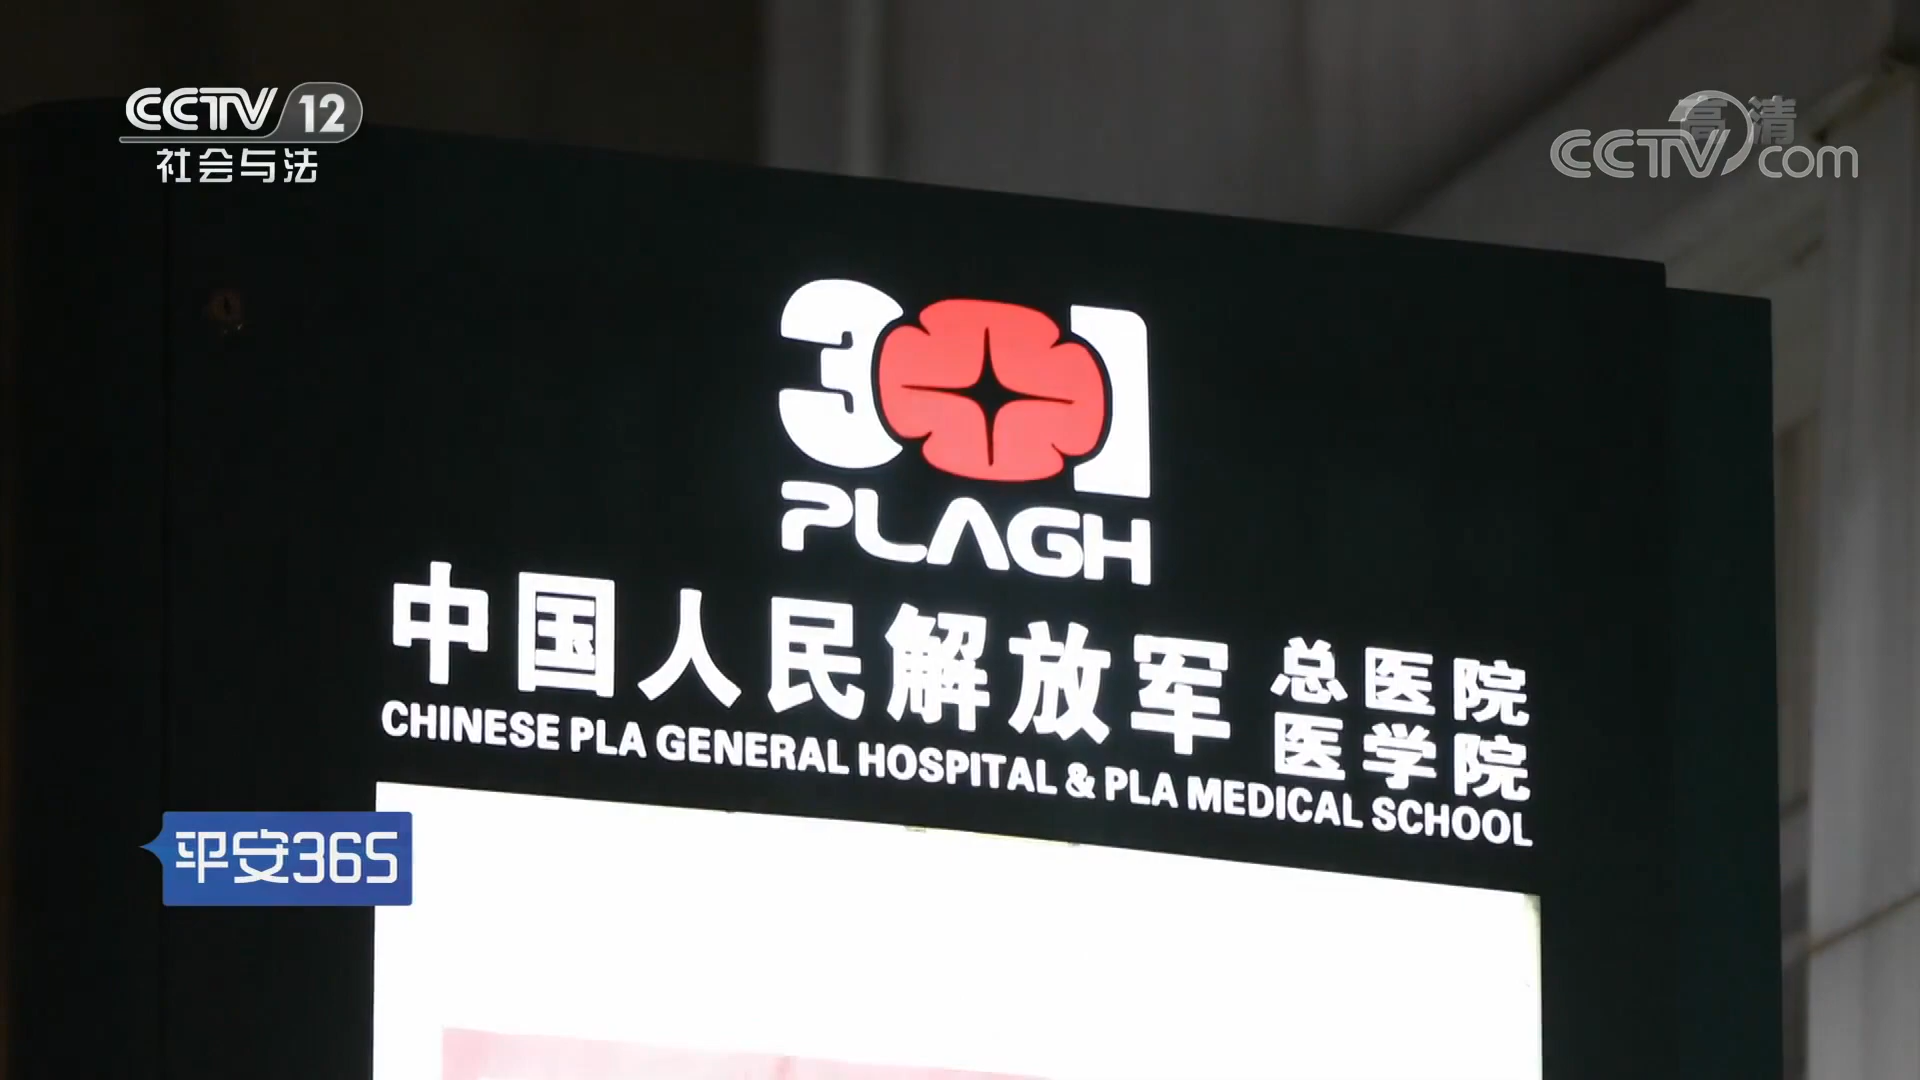 CCTV 12
社会与法
高清
CCTV.com
301
PLAGH
中国人民解放军 总医院
医学院
CHINESE PLA GENERAL HOSPITAL & PLA MEDICAL SCHOOL
平安365